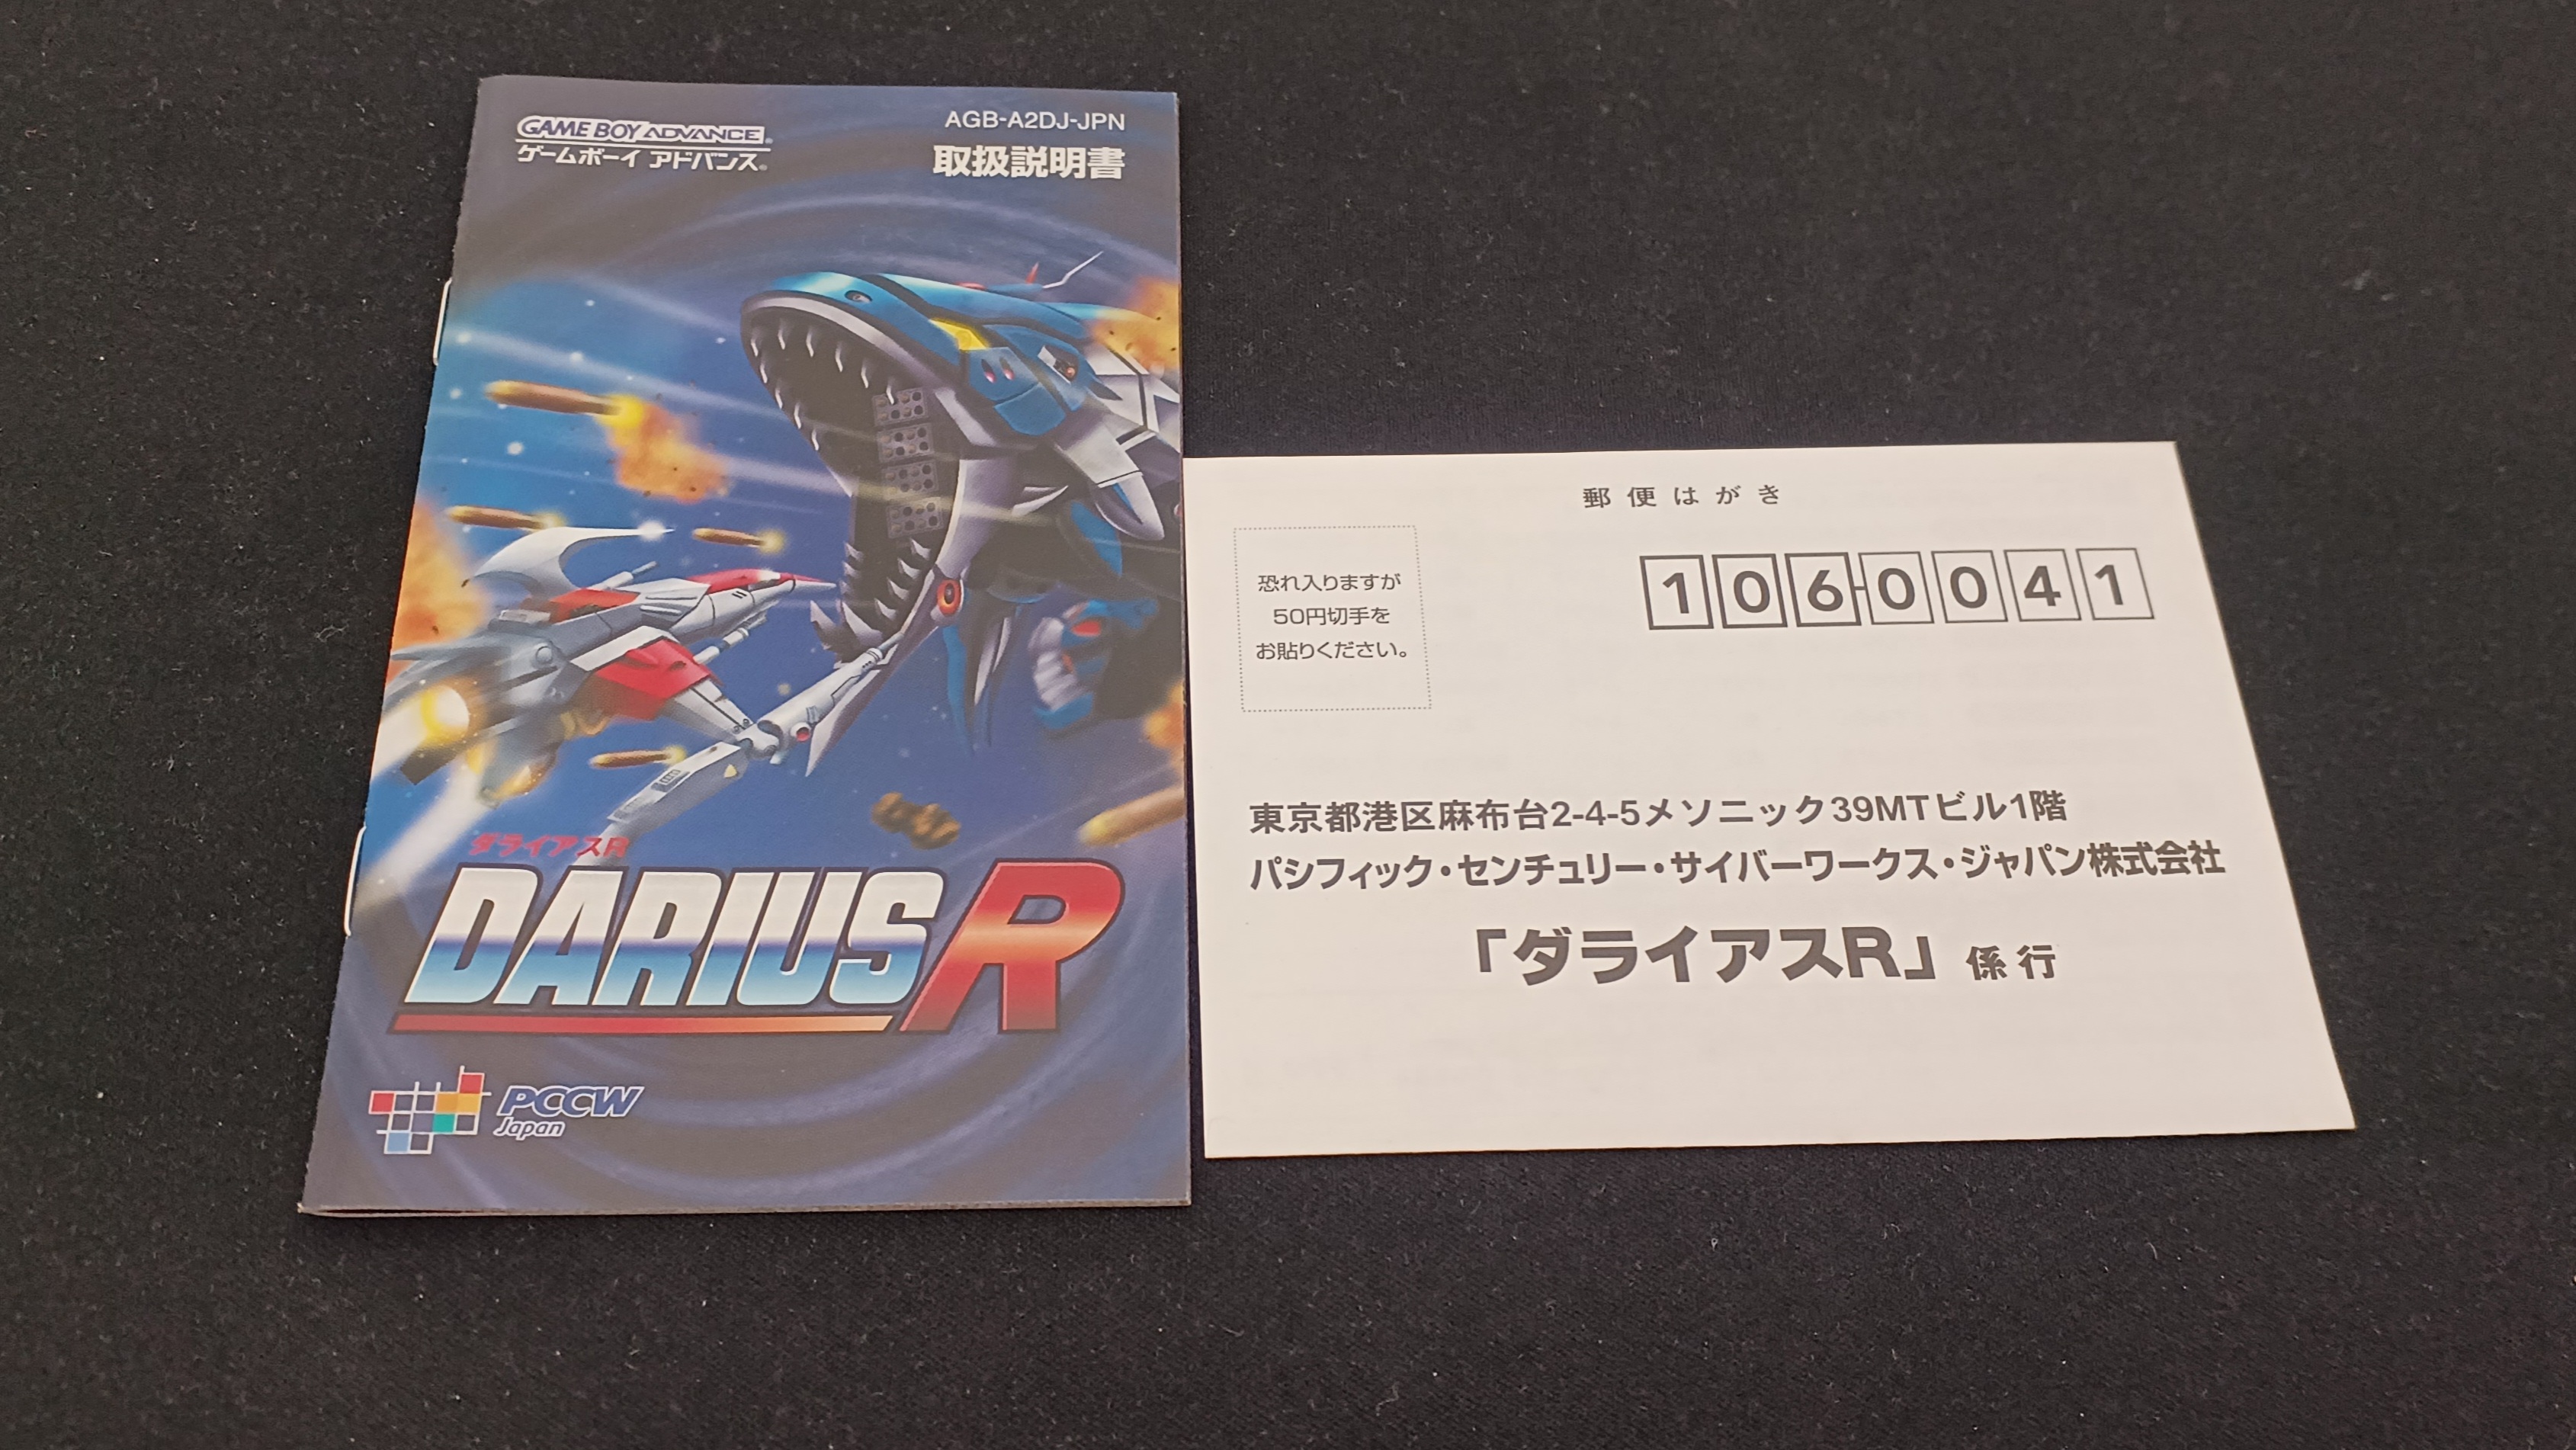 GAME BOY ADVANCE
ゲームボーイ アドバンス
AGB-A2DJ-JPN
取扱説明書
ダライアスR
DARIUS R
PCCW
Japan
郵便はがき
恐れ入りますが
50円切手を
お貼りください。
106-0041
東京都港区麻布台2-4-5メソニック39MTビル1階
パシフィック・センチュリー・サイバーワークス・ジャパン株式会社
「ダライアスR」係行